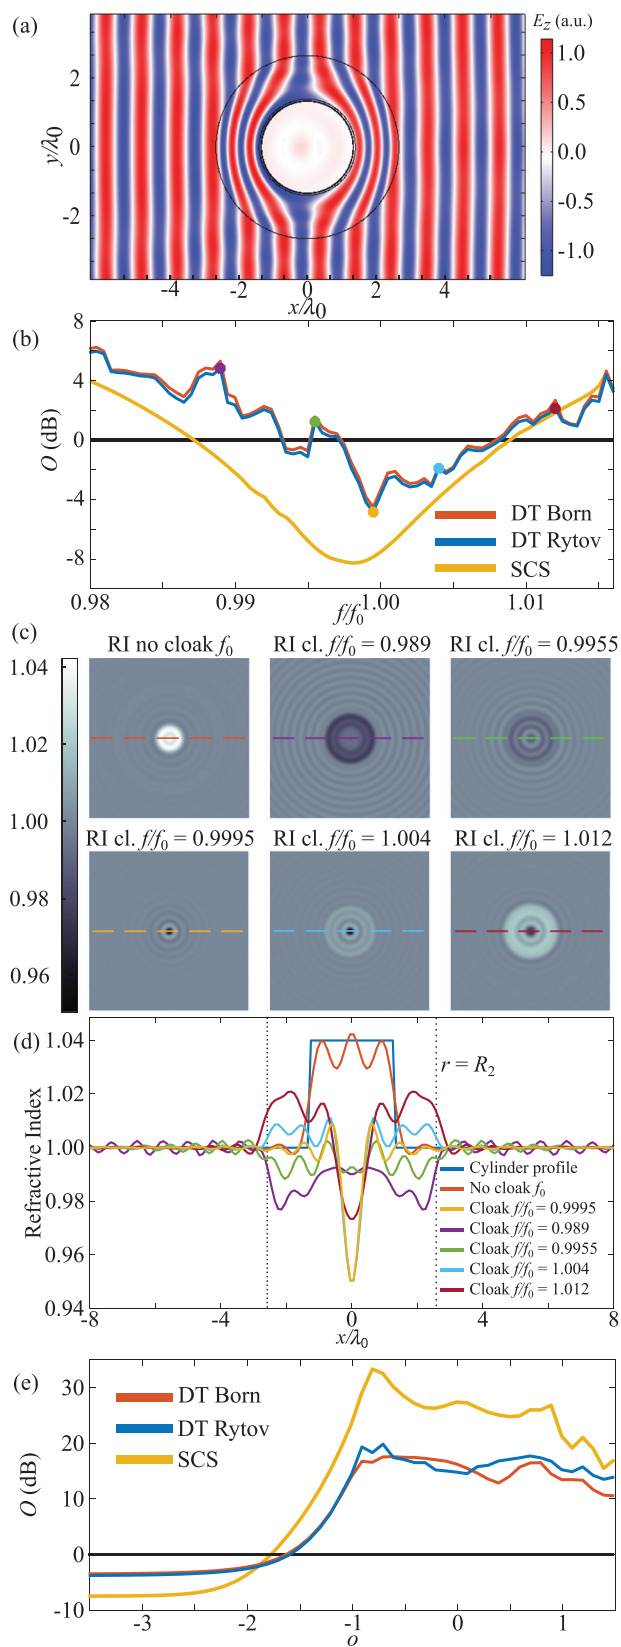 (a)
E_z (a.u.)
1.0
0.5
0.0
-0.5
-1.0
y/λ0
2
0
-2
-4 -2 0 2 4
x/λ0
(b)
O (dB)
8
4
0
-4
-8
DT Born
DT Rytov
SCS
0.98 0.99 1.00 1.01
f/f0
(c)
RI no cloak f0 RI cl. f/f0 = 0.989 RI cl. f/f0 = 0.9955
1.04
1.02
1.00
0.98
0.96
RI cl. f/f0 = 0.9995 RI cl. f/f0 = 1.004 RI cl. f/f0 = 1.012
(d)
Refractive Index
1.04
1.02
1.00
0.98
0.96
0.94
r = R2
Cylinder profile
No cloak f0
Cloak f/f0 = 0.9995
Cloak f/f0 = 0.989
Cloak f/f0 = 0.9955
Cloak f/f0 = 1.004
Cloak f/f0 = 1.012
-8 -4 0 4 8
x/λ0
(e)
O (dB)
30
20
10
0
-10
DT Born
DT Rytov
SCS
-3 -2 -1 0 1
o